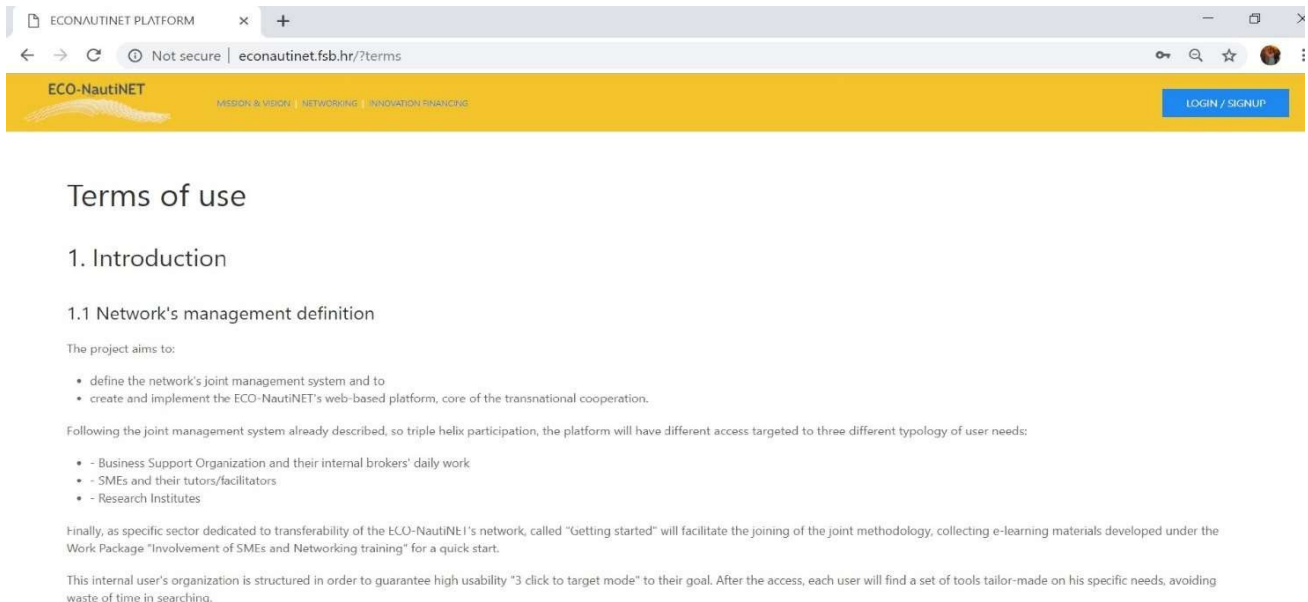 ECONAUTINET PLATFORM
Not secure | econautinet.fsb.hr/?terms
ECO-NautiNET
MISSION & VISION | NETWORKING | INNOVATION FINANCING
LOGIN / SIGNUP
Terms of use
1. Introduction
1.1 Network's management definition
The project aims to:
• define the network's joint management system and to
• create and implement the ECO-NautiNET's web-based platform, core of the transnational cooperation.
Following the joint management system already described, so triple helix participation, the platform will have different access targeted to three different typology of user needs:
• - Business Support Organization and their internal brokers' daily work
• - SMEs and their tutors/facilitators
• - Research Institutes
Finally, as specific sector dedicated to transferability of the ECO-NautiNET's network, called "Getting started" will facilitate the joining of the joint methodology, collecting e-learning materials developed under the
Work Package "Involvement of SMEs and Networking training" for a quick start.
This internal user's organization is structured in order to guarantee high usability "3 click to target mode" to their goal. After the access, each user will find a set of tools tailor-made on his specific needs, avoiding
waste of time in searching.